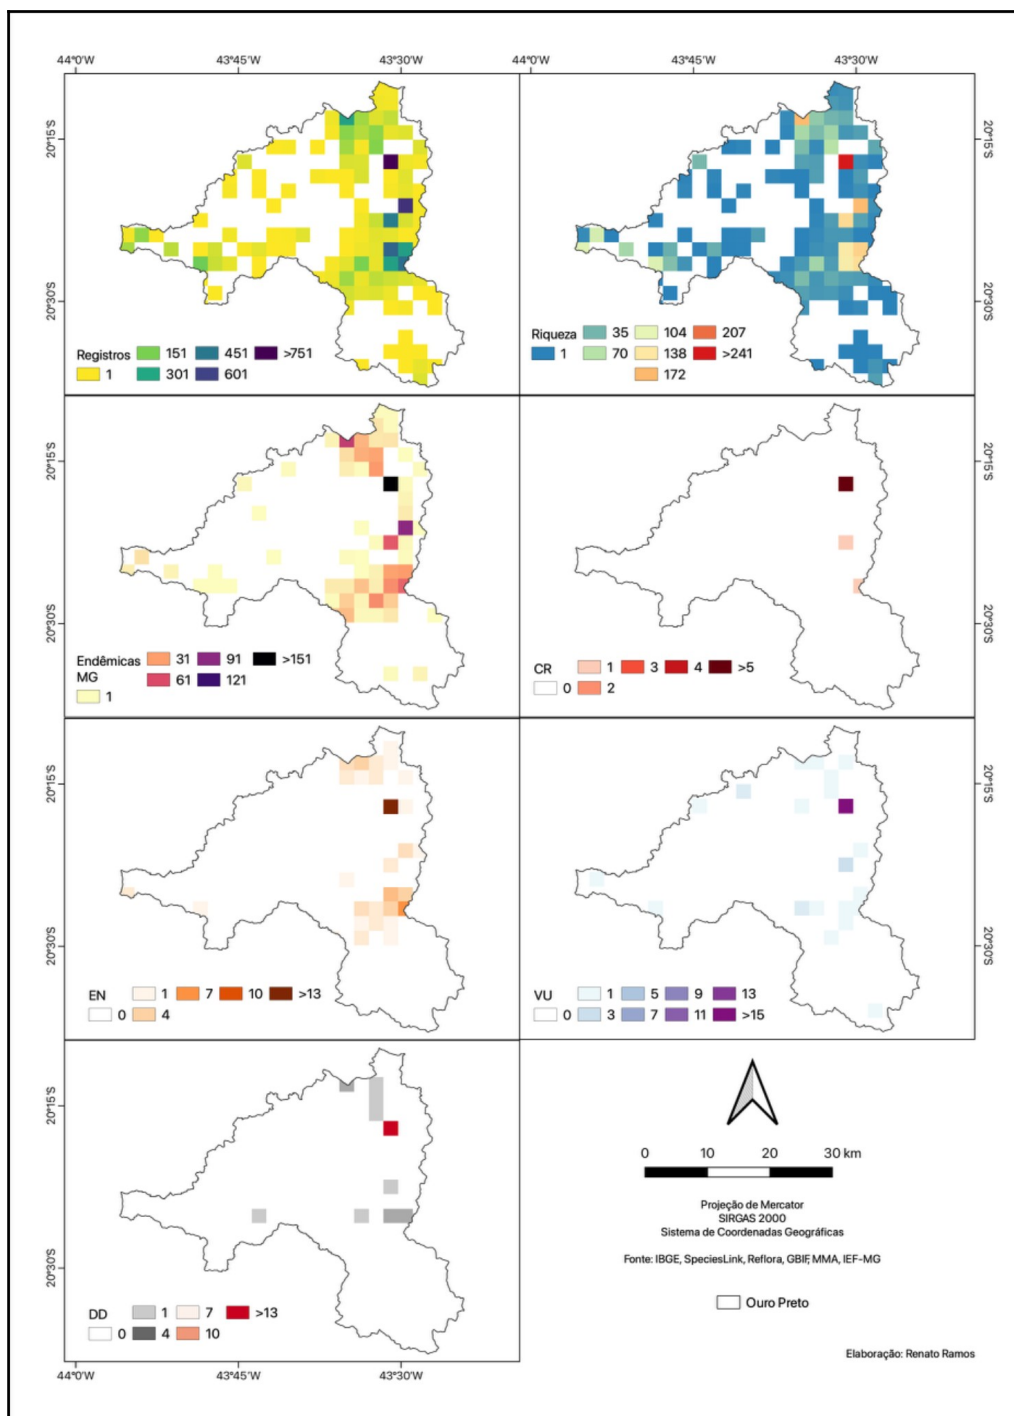 44°0'W 43°45'W 43°30'W 44°0'W 43°45'W 43°30'W
20°15'S 20°15'S
20°30'S 20°30'S
Registros 151 451 >751
1 301 601
Riqueza 35 104 207
1 70 138 >241
172
20°15'S 20°15'S
20°30'S 20°30'S
Endêmicas MG 31 91 >151
61 121
1
CR 1 3 4 >5
0 2
20°15'S 20°15'S
20°30'S 20°30'S
EN 1 7 10 >13
0 4
VU 1 5 9 13
0 3 7 11 >15
20°15'S
20°30'S
DD 1 7 >13
0 4 10
44°0'W 43°45'W 43°30'W
0 10 20 30 km
Projeção de Mercator
SIRGAS 2000
Sistema de Coordenadas Geográficas
Fonte: IBGE, SpeciesLink, Reflora, GBIF, MMA, IEF-MG
Ouro Preto
Elaboração: Renato Ramos